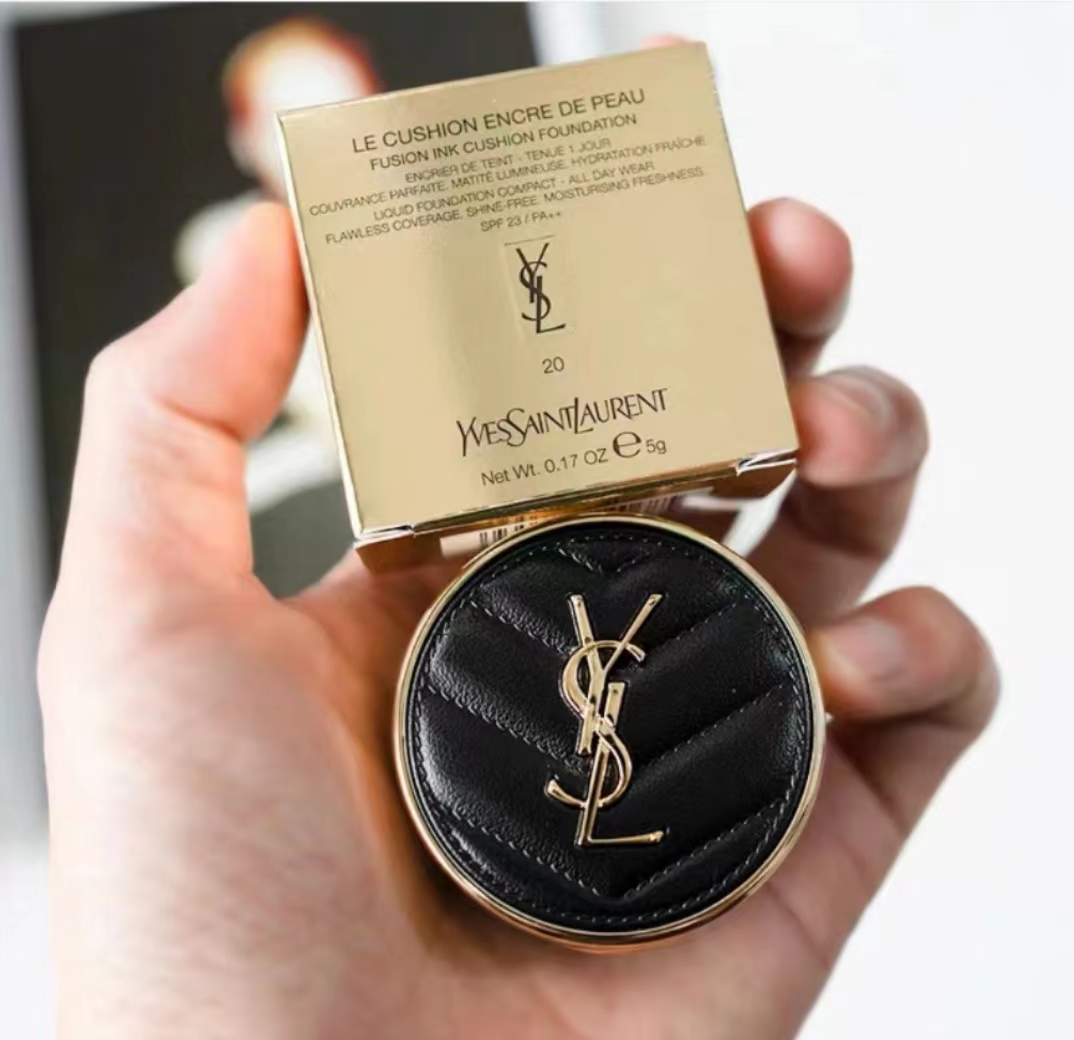 LE CUSHION ENCRE DE PEAU
FUSION INK CUSHION FOUNDATION
ENCRIER DE TEINT - TENUE 1 JOUR
COUVRANCE PARFAITE, MATITÉ LUMINEUSE, HYDRATATION FRAÎCHE
LIQUID FOUNDATION COMPACT - ALL DAY WEAR
FLAWLESS COVERAGE, SHINE-FREE, MOISTURISING FRESHNESS
SPF 23 / PA++
YSL
20
YVESSAINTLAURENT
Net Wt. 0.17 OZ e 5g
YSL